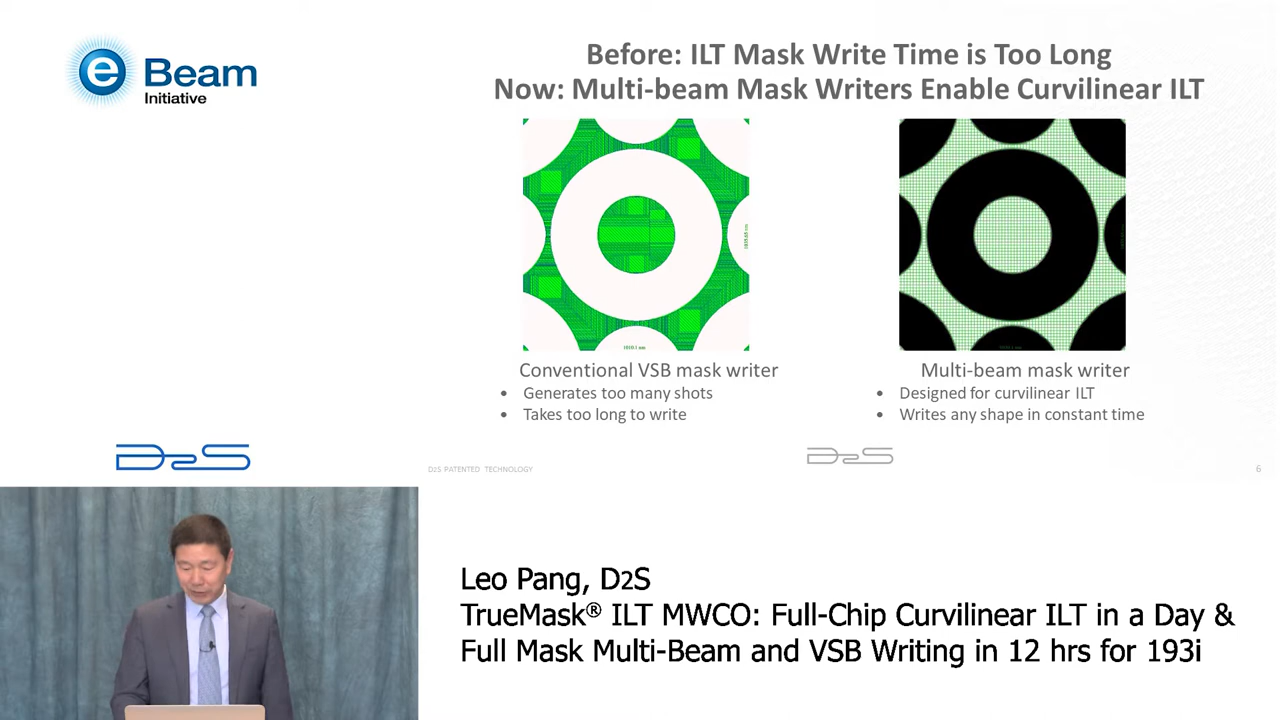 e Beam
Initiative
Before: ILT Mask Write Time is Too Long
Now: Multi-beam Mask Writers Enable Curvilinear ILT
Conventional VSB mask writer
• Generates too many shots
• Takes too long to write
Multi-beam mask writer
• Designed for curvilinear ILT
• Writes any shape in constant time
D2S
D2S PATENTED TECHNOLOGY
D2S
6
Leo Pang, D2S
TrueMask® ILT MWCO: Full-Chip Curvilinear ILT in a Day &
Full Mask Multi-Beam and VSB Writing in 12 hrs for 193i